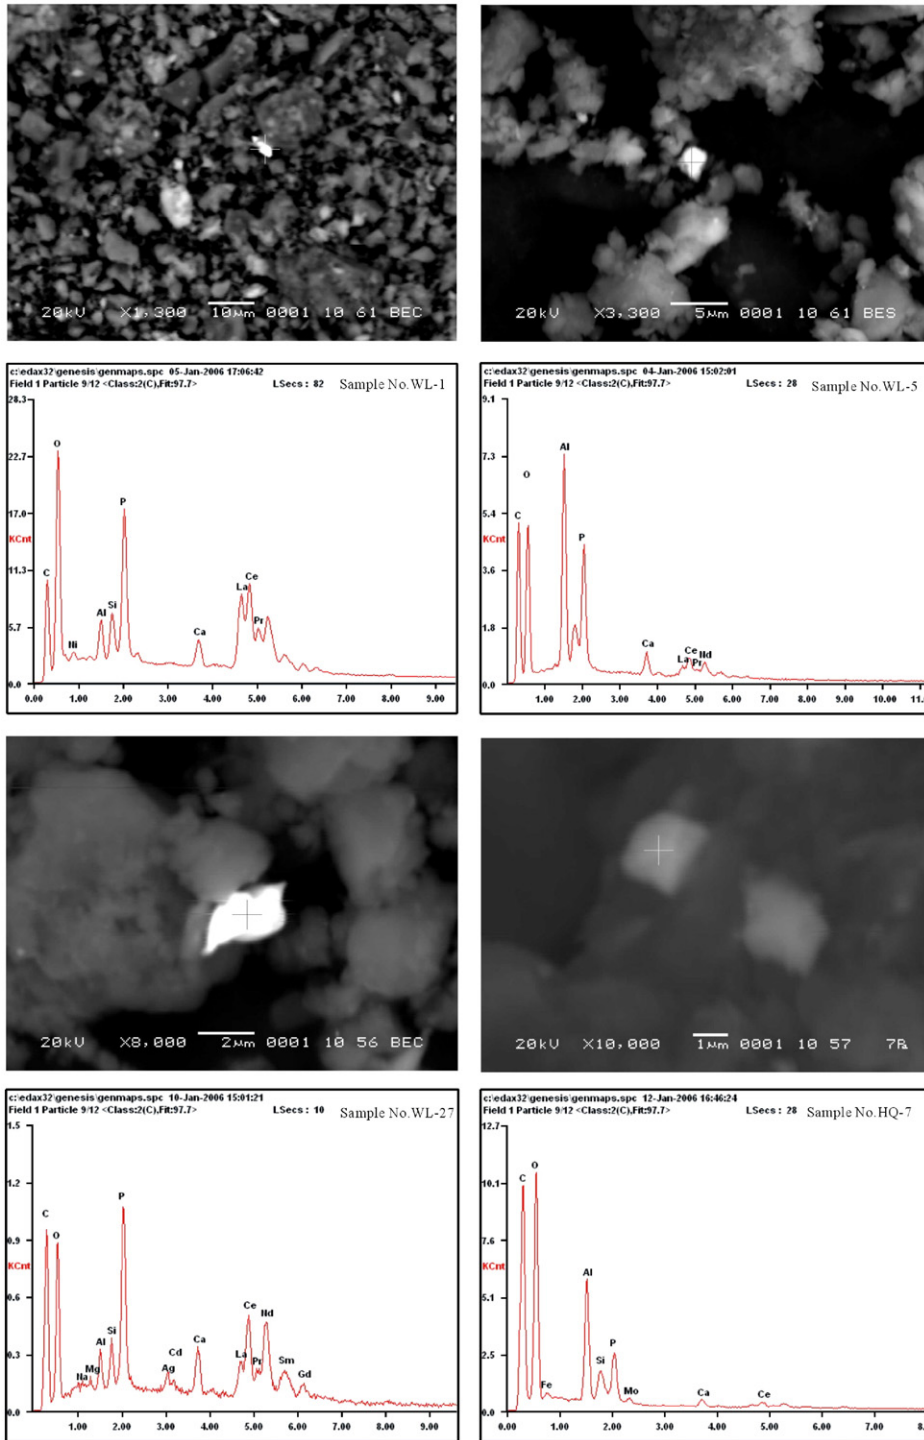 20kV X1,300 10μm 0001 10 61 BEC
20kV X3,300 5μm 0001 10 61 BES
c:\edax32\genesis\genmaps.spc 05-Jan-2006 17:06:42
Field 1 Particle 9/12 <Class:2(C),Fit:97.7> LSecs : 82 Sample No.WL-1
28.3
22.7
17.0
KCnt
11.3
5.7
0.0
C
O
Ni
Al
Si
P
Ca
La
Ce
Pr
0.00 1.00 2.00 3.00 4.00 5.00 6.00 7.00 8.00 9.00
c:\edax32\genesis\genmaps.spc 04-Jan-2006 15:02:01
Field 1 Particle 9/12 <Class:2(C),Fit:97.7> LSecs : 28 Sample No.WL-5
9.1
7.3
5.4
KCnt
3.6
1.8
0.0
C
O
Al
P
Ca
La
Ce
Pr
Nd
1.00 2.00 3.00 4.00 5.00 6.00 7.00 8.00 9.00 10.00 11.
20kV X8,000 2μm 0001 10 56 BEC
20kV X10,000 1μm 0001 10 57
c:\edax32\genesis\genmaps.spc 10-Jan-2006 15:01:21
Field 1 Particle 9/12 <Class:2(C),Fit:97.7> LSecs : 10 Sample No.WL-27
1.5
1.2
0.9
KCnt
0.6
0.3
0.0
C
O
Na
Mg
Al
Si
P
Ag
Cd
Ca
La
Ce
Pr
Nd
Sm
Gd
1.00 2.00 3.00 4.00 5.00 6.00 7.00 8.00 9.00
c:\edax32\genesis\genmaps.spc 12-Jan-2006 16:46:24
Field 1 Particle 9/12 <Class:2(C),Fit:97.7> LSecs : 28 Sample No.HQ-7
12.7
10.1
7.6
KCnt
5.1
2.5
0.0
C
O
Fe
Al
Si
P
Mo
Ca
Ce
0.00 1.00 2.00 3.00 4.00 5.00 6.00 7.00 8.0